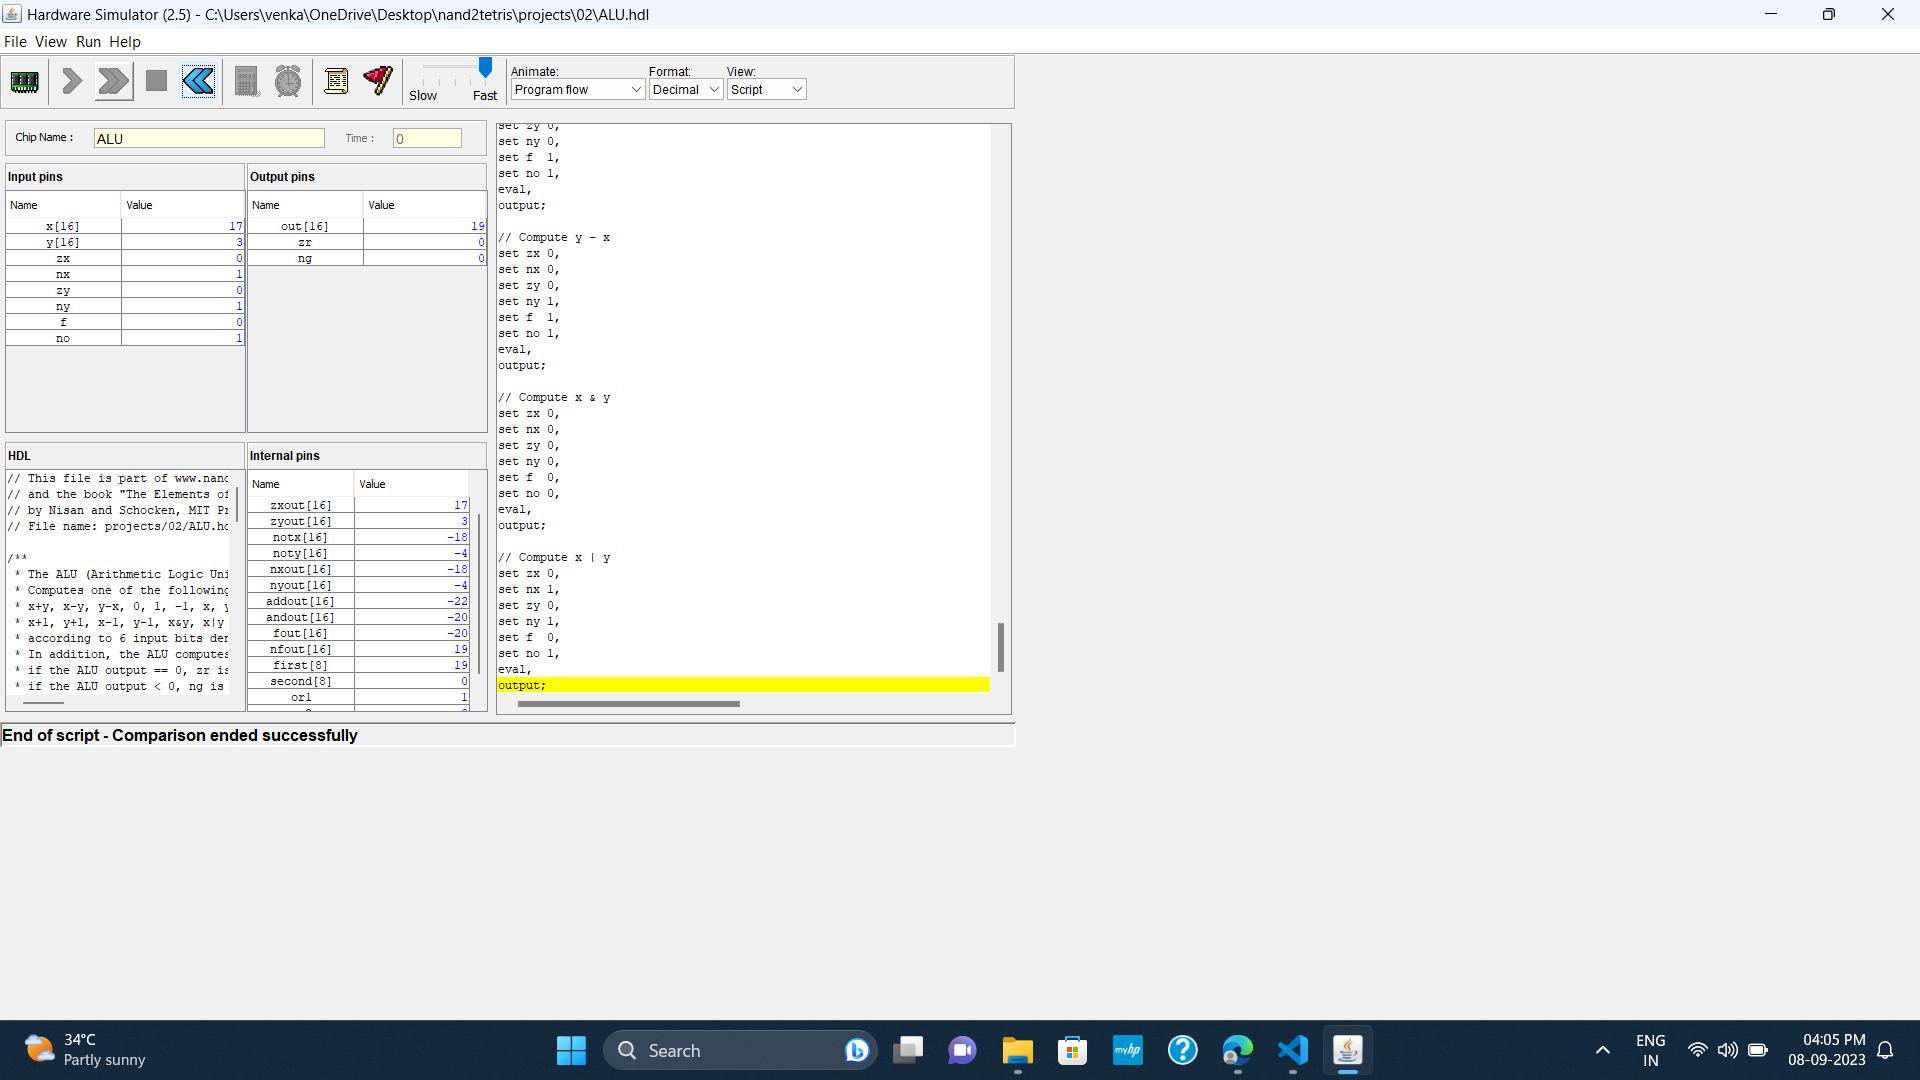 Hardware Simulator (2.5) - C:\Users\venka\OneDrive\Desktop\nand2tetris\projects\02\ALU.hdl
File View Run Help
Slow Fast
Animate: Format: View:
Program flow Decimal Script
Chip Name : ALU Time : 0
Input pins
Name Value
x[16] 17
y[16] 3
zx 0
nx 1
zy 0
ny 1
f 0
no 1
Output pins
Name Value
out[16] 19
zr 0
ng 0
HDL
// This file is part of www.nand
// and the book "The Elements of
// by Nisan and Schocken, MIT Pr
// File name: projects/02/ALU.hd
/**
* The ALU (Arithmetic Logic Uni
* Computes one of the following
* x+y, x-y, y-x, 0, 1, -1, x, y
* x+1, y+1, x-1, y-1, x&y, x|y
* according to 6 input bits den
* In addition, the ALU computes
* if the ALU output == 0, zr is
* if the ALU output < 0, ng is
Internal pins
Name Value
zxout[16] 17
zyout[16] 3
notx[16] -18
noty[16] -4
nxout[16] -18
nyout[16] -4
addout[16] -22
andout[16] -20
fout[16] -20
nfout[16] 19
first[8] 19
second[8] 0
or1 1
set zy 0,
set ny 0,
set f 1,
set no 1,
eval,
output;
// Compute y - x
set zx 0,
set nx 0,
set zy 0,
set ny 1,
set f 1,
set no 1,
eval,
output;
// Compute x & y
set zx 0,
set nx 0,
set zy 0,
set ny 0,
set f 0,
set no 0,
eval,
output;
// Compute x | y
set zx 0,
set nx 1,
set zy 0,
set ny 1,
set f 0,
set no 1,
eval,
output;
End of script - Comparison ended successfully
34°C
Partly sunny
Search
myhp
ENG
IN
04:05 PM
08-09-2023